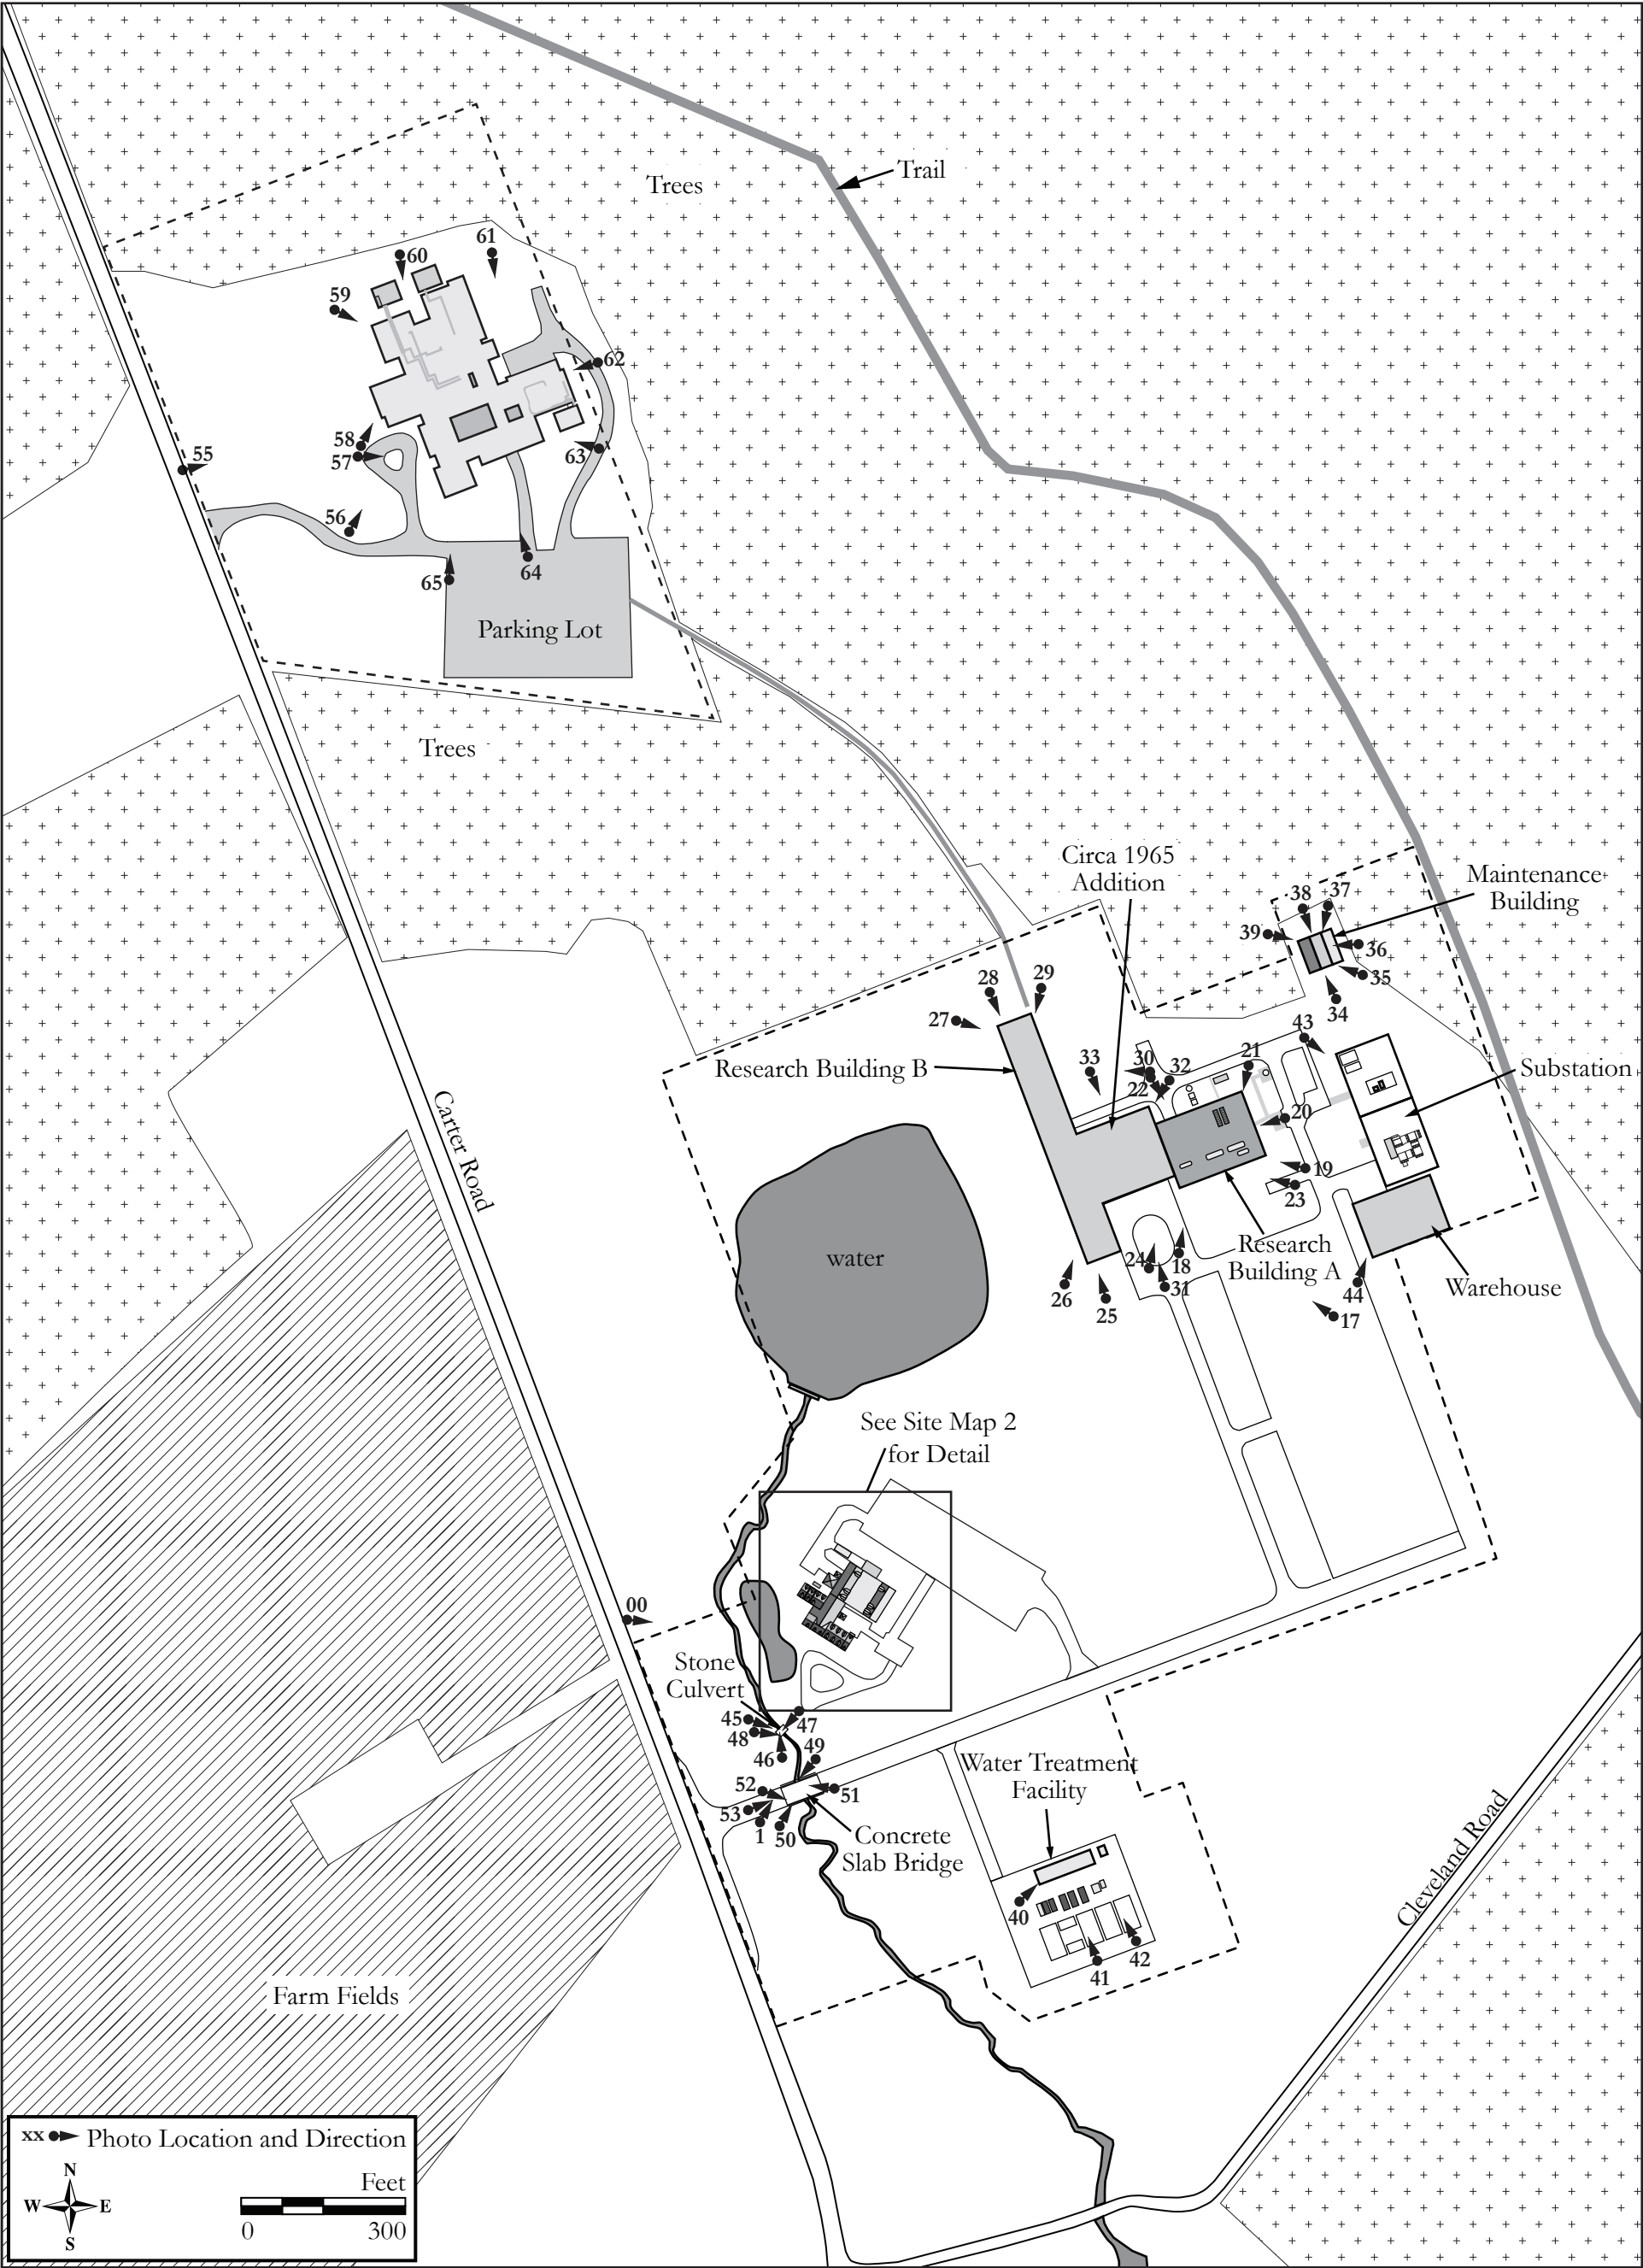 Trail
Trees
61
60
59
62
58
57
63
55
56
64
65
Parking Lot
Trees
Circa 1965
Addition
Maintenance
Building
38
37
39
36
35
34
28
29
27
43
33
30
32
21
22
Research Building B
Substation
20
19
23
Carter Road
water
24
18
31
26
25
Research
Building A
Warehouse
44
17
See Site Map 2
for Detail
00
Stone
Culvert
45
47
48
46
49
52
51
53
1
50
Concrete
Slab Bridge
Water Treatment
Facility
40
42
41
Cleveland Road
Farm Fields
xx Photo Location and Direction
N
W E
S
Feet
0 300